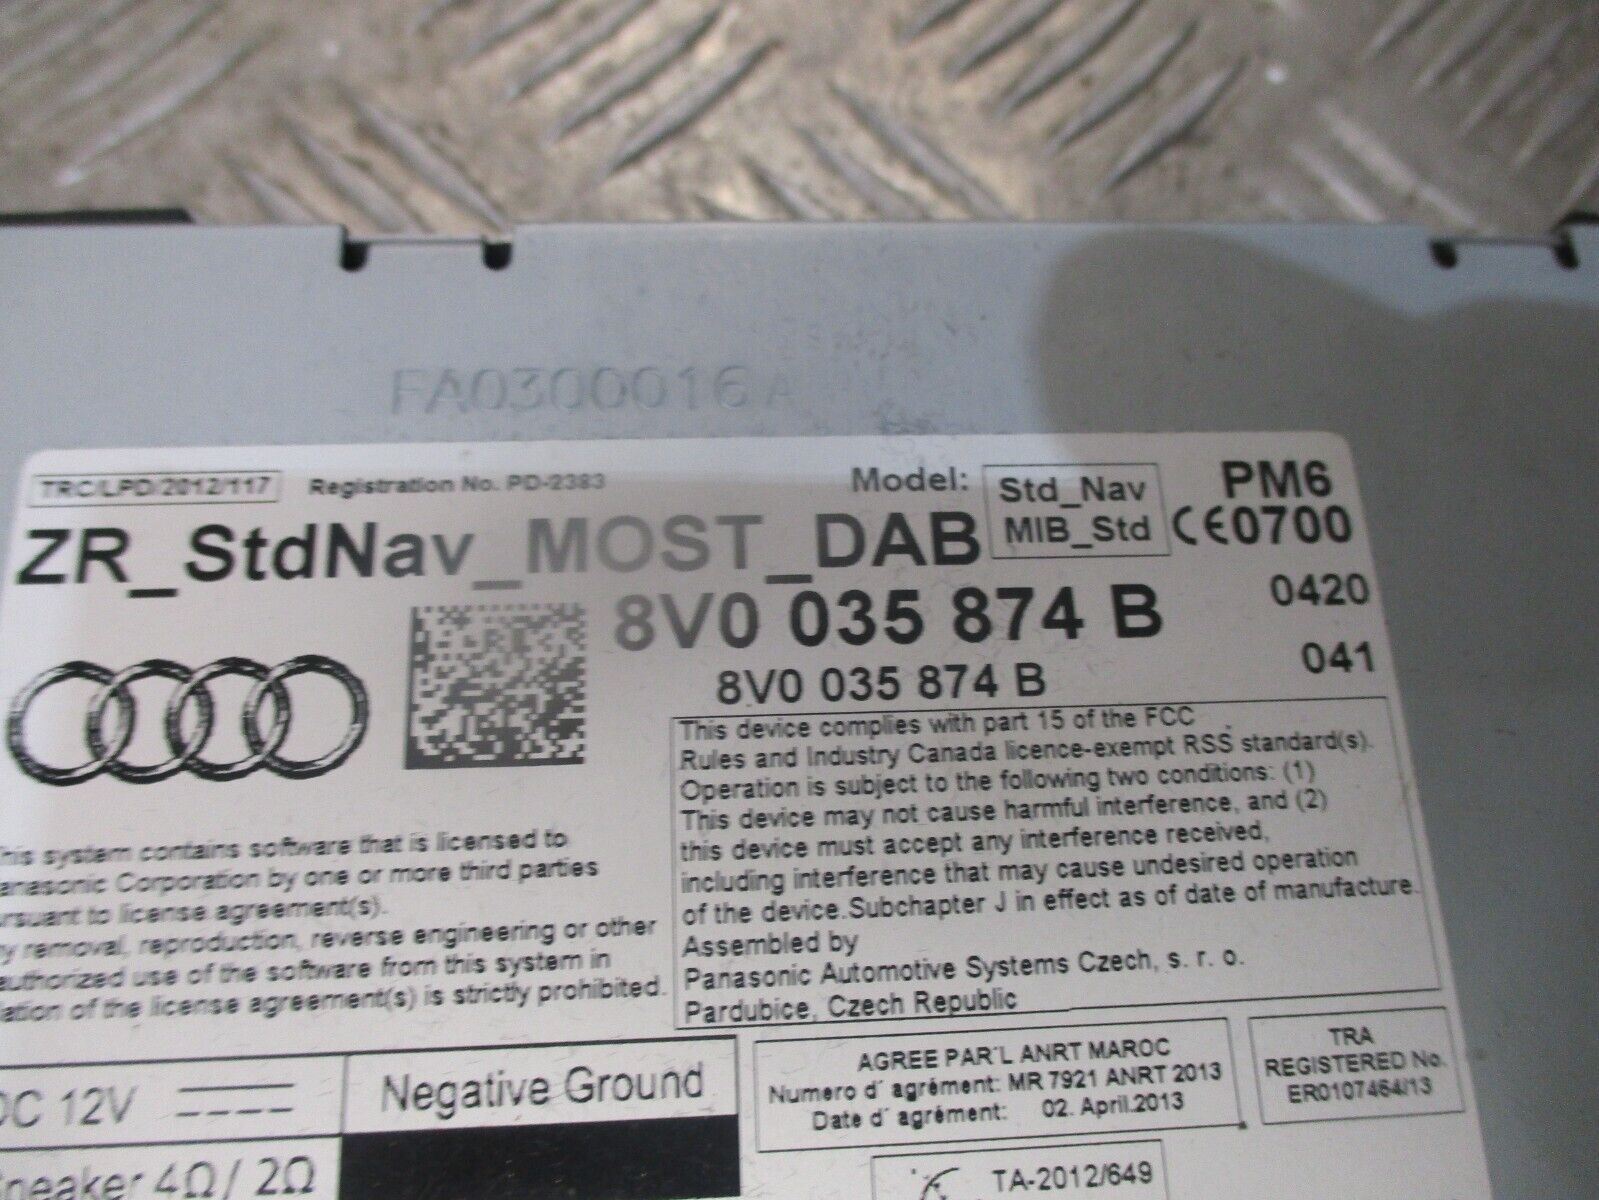 FA0300016 A
TRC/LPD/2012/117 Registration No. PD-2383 Model: Std_Nav PM6
MIB_Std CE0700
ZR_StdNav_MOST_DAB
8V0 035 874 B 0420
8V0 035 874 B 041
This device complies with part 15 of the FCC
Rules and Industry Canada licence-exempt RSS standard(s).
Operation is subject to the following two conditions: (1)
This device may not cause harmful interference, and (2)
this device must accept any interference received,
including interference that may cause undesired operation
of the device.Subchapter J in effect as of date of manufacture.
Assembled by
Panasonic Automotive Systems Czech, s. r. o.
Pardubice, Czech Republic
his system contains software that is licensed to
anasonic Corporation by one or more third parties
ursuant to license agreement(s).
y removal, reproduction, reverse engineering or other
authorized use of the software from this system in
lation of the license agreement(s) is strictly prohibited.
DC 12V
Negative Ground
Speaker 4Ω / 2Ω
AGREE PAR'L ANRT MAROC
Numero d' agrément: MR 7921 ANRT 2013
Date d' agrément: 02. April.2013
TRA
REGISTERED No.
ER0107464/13
TA-2012/649